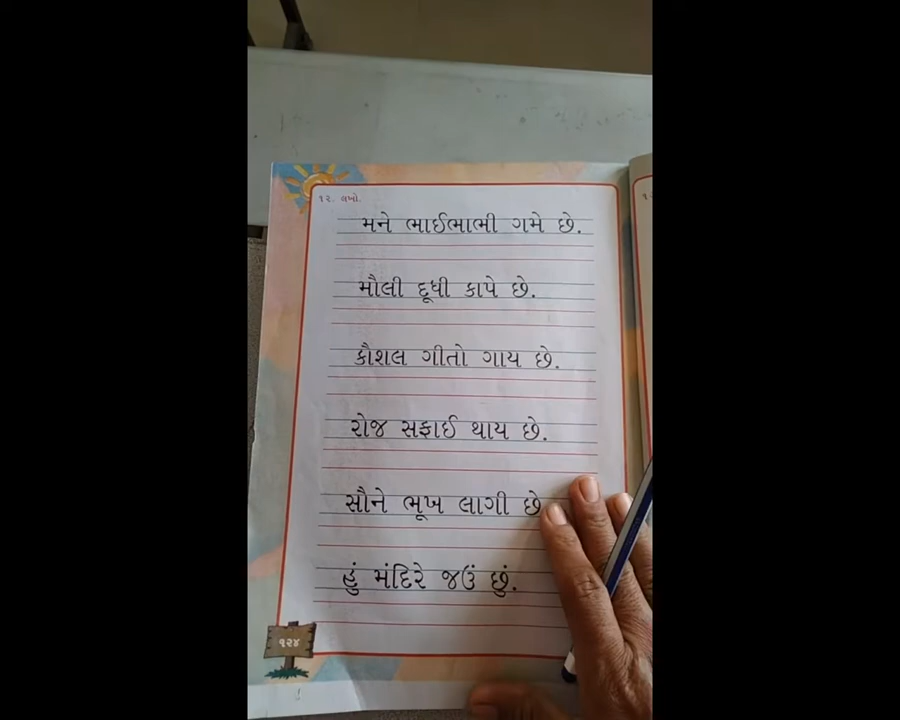 ૧૨. લખો.
મને ભાઈભાભી ગમે છે.
મૌલી દૂધી કાપે છે.
કૌશલ ગીતો ગાય છે.
રોજ સફાઈ થાય છે.
સૌને ભૂખ લાગી છે
હું મંદિરે જઉં છું.
૧૨૪